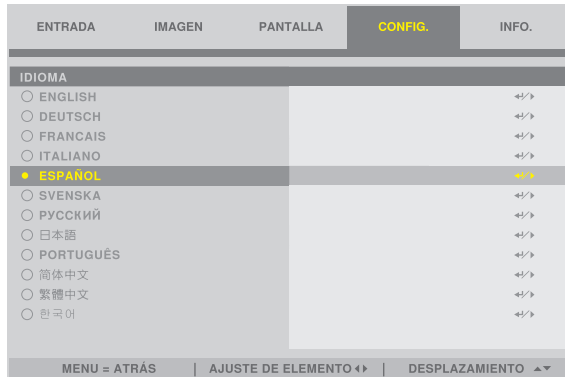 ENTRADA IMAGEN PANTALLA CONFIG. INFO.
IDIOMA
ENGLISH
DEUTSCH
FRANCAIS
ITALIANO
ESPAÑOL
SVENSKA
РУССКИЙ
日本語
PORTUGUÊS
简体中文
繁體中文
한국어
MENU = ATRÁS | AJUSTE DE ELEMENTO | DESPLAZAMIENTO